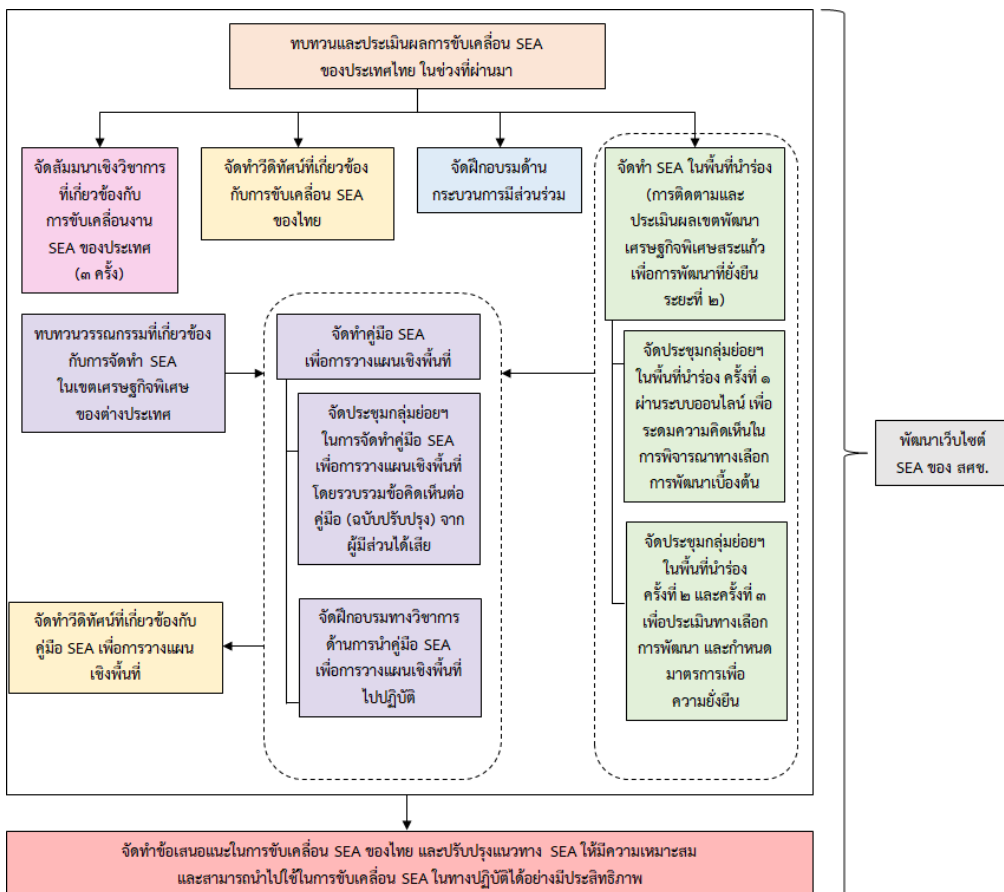 ทบทวนและประเมินผลการขับเคลื่อน SEA
ของประเทศไทย ในช่วงที่ผ่านมา
จัดสัมมนาเชิงวิชาการ
ที่เกี่ยวข้องกับ
การขับเคลื่อนงาน
SEA ของประเทศ
(๓ ครั้ง)
จัดทำวีดิทัศน์ที่เกี่ยวข้อง
กับการขับเคลื่อน SEA
ของไทย
จัดฝึกอบรมด้าน
กระบวนการมีส่วนร่วม
จัดทำ SEA ในพื้นที่นำร่อง
(การติดตามและ
ประเมินผลเขตพัฒนา
เศรษฐกิจพิเศษสระแก้ว
เพื่อการพัฒนาที่ยั่งยืน
ระยะที่ ๒)
ทบทวนวรรณกรรมที่เกี่ยวข้อง
กับการจัดทำ SEA
ในเขตเศรษฐกิจพิเศษ
ของต่างประเทศ
จัดทำคู่มือ SEA
เพื่อการวางแผนเชิงพื้นที่
จัดประชุมกลุ่มย่อยฯ
ในการจัดทำคู่มือ SEA
เพื่อการวางแผนเชิงพื้นที่
โดยรวบรวมข้อคิดเห็นต่อ
คู่มือ (ฉบับปรับปรุง) จาก
ผู้มีส่วนได้เสีย
จัดฝึกอบรมทางวิชาการ
ด้านการนำคู่มือ SEA
เพื่อการวางแผนเชิงพื้นที่
ไปปฏิบัติ
จัดประชุมกลุ่มย่อยฯ
ในพื้นที่นำร่อง ครั้งที่ ๑
ผ่านระบบออนไลน์ เพื่อ
ระดมความคิดเห็นใน
การพิจารณาทางเลือก
การพัฒนาเบื้องต้น
จัดประชุมกลุ่มย่อยฯ
ในพื้นที่นำร่อง
ครั้งที่ ๒ และครั้งที่ ๓
เพื่อประเมินทางเลือก
การพัฒนา และกำหนด
มาตรการเพื่อ
ความยั่งยืน
จัดทำวีดิทัศน์ที่เกี่ยวข้องกับ
คู่มือ SEA เพื่อการวางแผน
เชิงพื้นที่
พัฒนาเว็บไซต์
SEA ของ สศช.
จัดทำข้อเสนอแนะในการขับเคลื่อน SEA ของไทย และปรับปรุงแนวทาง SEA ให้มีความเหมาะสม
และสามารถนำไปใช้ในการขับเคลื่อน SEA ในทางปฏิบัติได้อย่างมีประสิทธิภาพ